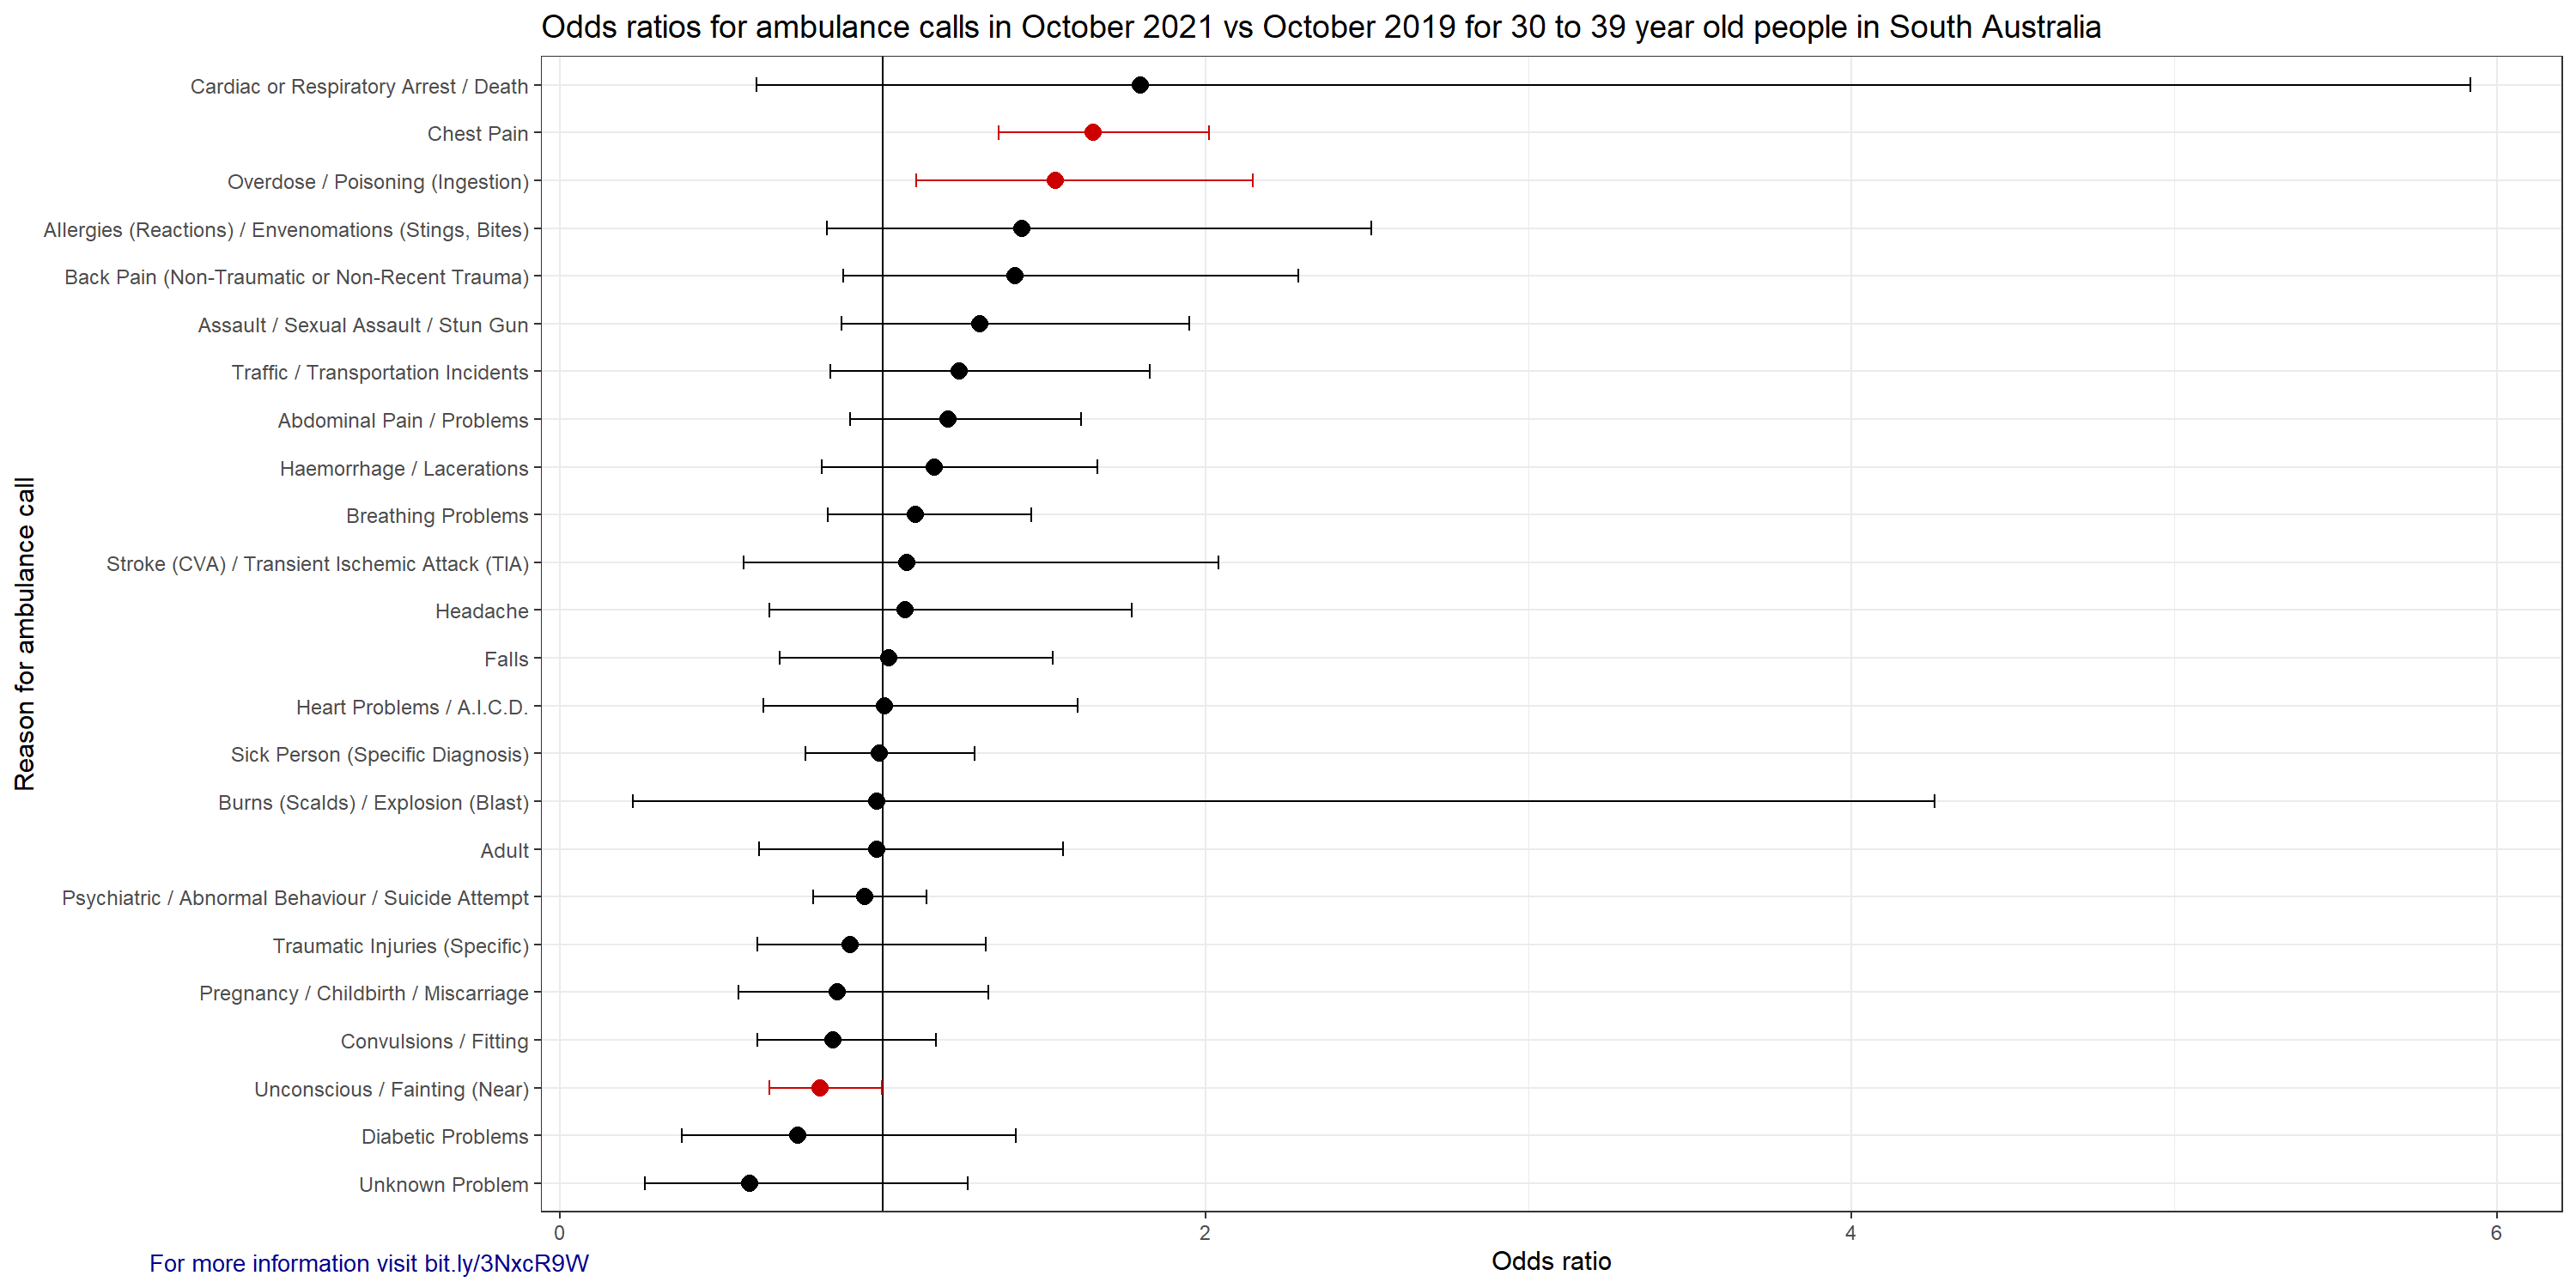 Odds ratios for ambulance calls in October 2021 vs October 2019 for 30 to 39 year old people in South Australia
Reason for ambulance call
Cardiac or Respiratory Arrest / Death
Chest Pain
Overdose / Poisoning (Ingestion)
Allergies (Reactions) / Envenomations (Stings, Bites)
Back Pain (Non-Traumatic or Non-Recent Trauma)
Assault / Sexual Assault / Stun Gun
Traffic / Transportation Incidents
Abdominal Pain / Problems
Haemorrhage / Lacerations
Breathing Problems
Stroke (CVA) / Transient Ischemic Attack (TIA)
Headache
Falls
Heart Problems / A.I.C.D.
Sick Person (Specific Diagnosis)
Burns (Scalds) / Explosion (Blast)
Adult
Psychiatric / Abnormal Behaviour / Suicide Attempt
Traumatic Injuries (Specific)
Pregnancy / Childbirth / Miscarriage
Convulsions / Fitting
Unconscious / Fainting (Near)
Diabetic Problems
Unknown Problem
0 2 4 6
Odds ratio
For more information visit bit.ly/3NxcR9W